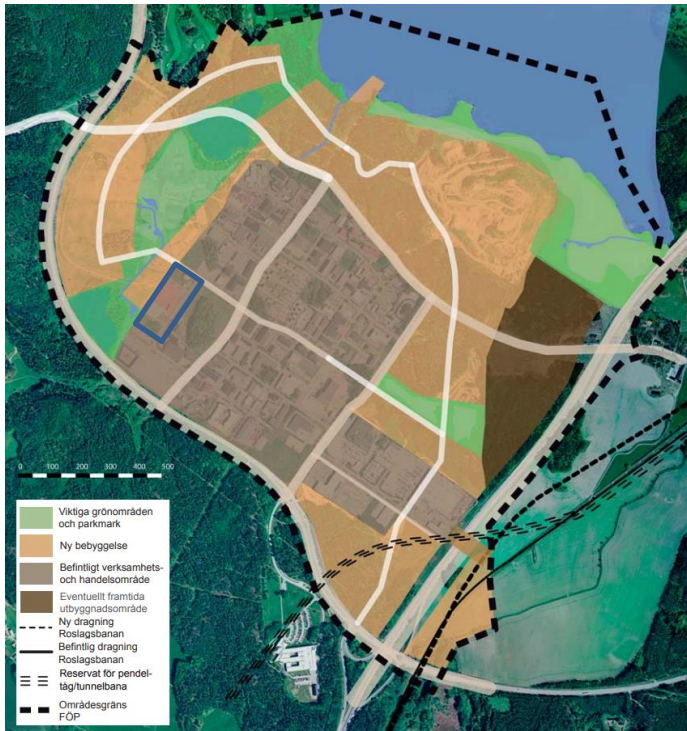 0 100 200 300 400 500
Viktiga grönområden
och parkmark
Ny bebyggelse
Befintligt verksamhets-
och handelsområde
Eventuellt framtida
utbyggnadsområde
Ny dragning
Roslagsbanan
Befintlig dragning
Roslagsbanan
Reservat för pendel-
tåg/tunnelbana
Områdesgräns
FÖP